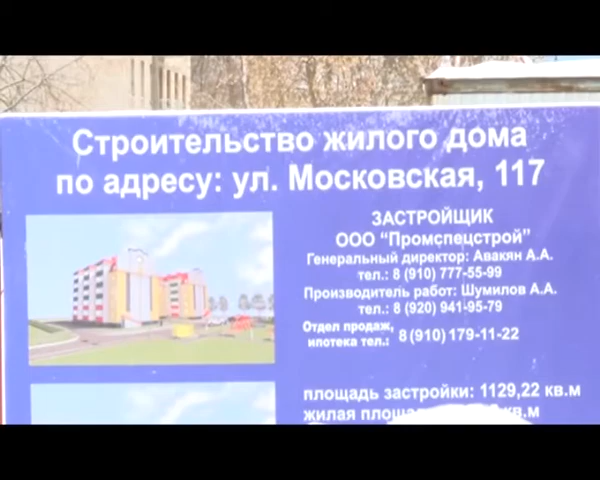 Строительство жилого дома
по адресу: ул. Московская, 117
ЗАСТРОЙЩИК
ООО "Промспецстрой"
Генеральный директор: Авакян А.А.
тел.: 8 (910) 777-55-99
Производитель работ: Шумилов А.А.
тел.: 8 (920) 941-95-79
Отдел продаж,
ипотека тел.: 8 (910) 179-11-22
площадь застройки: 1129,22 кв.м
жилая кв.м